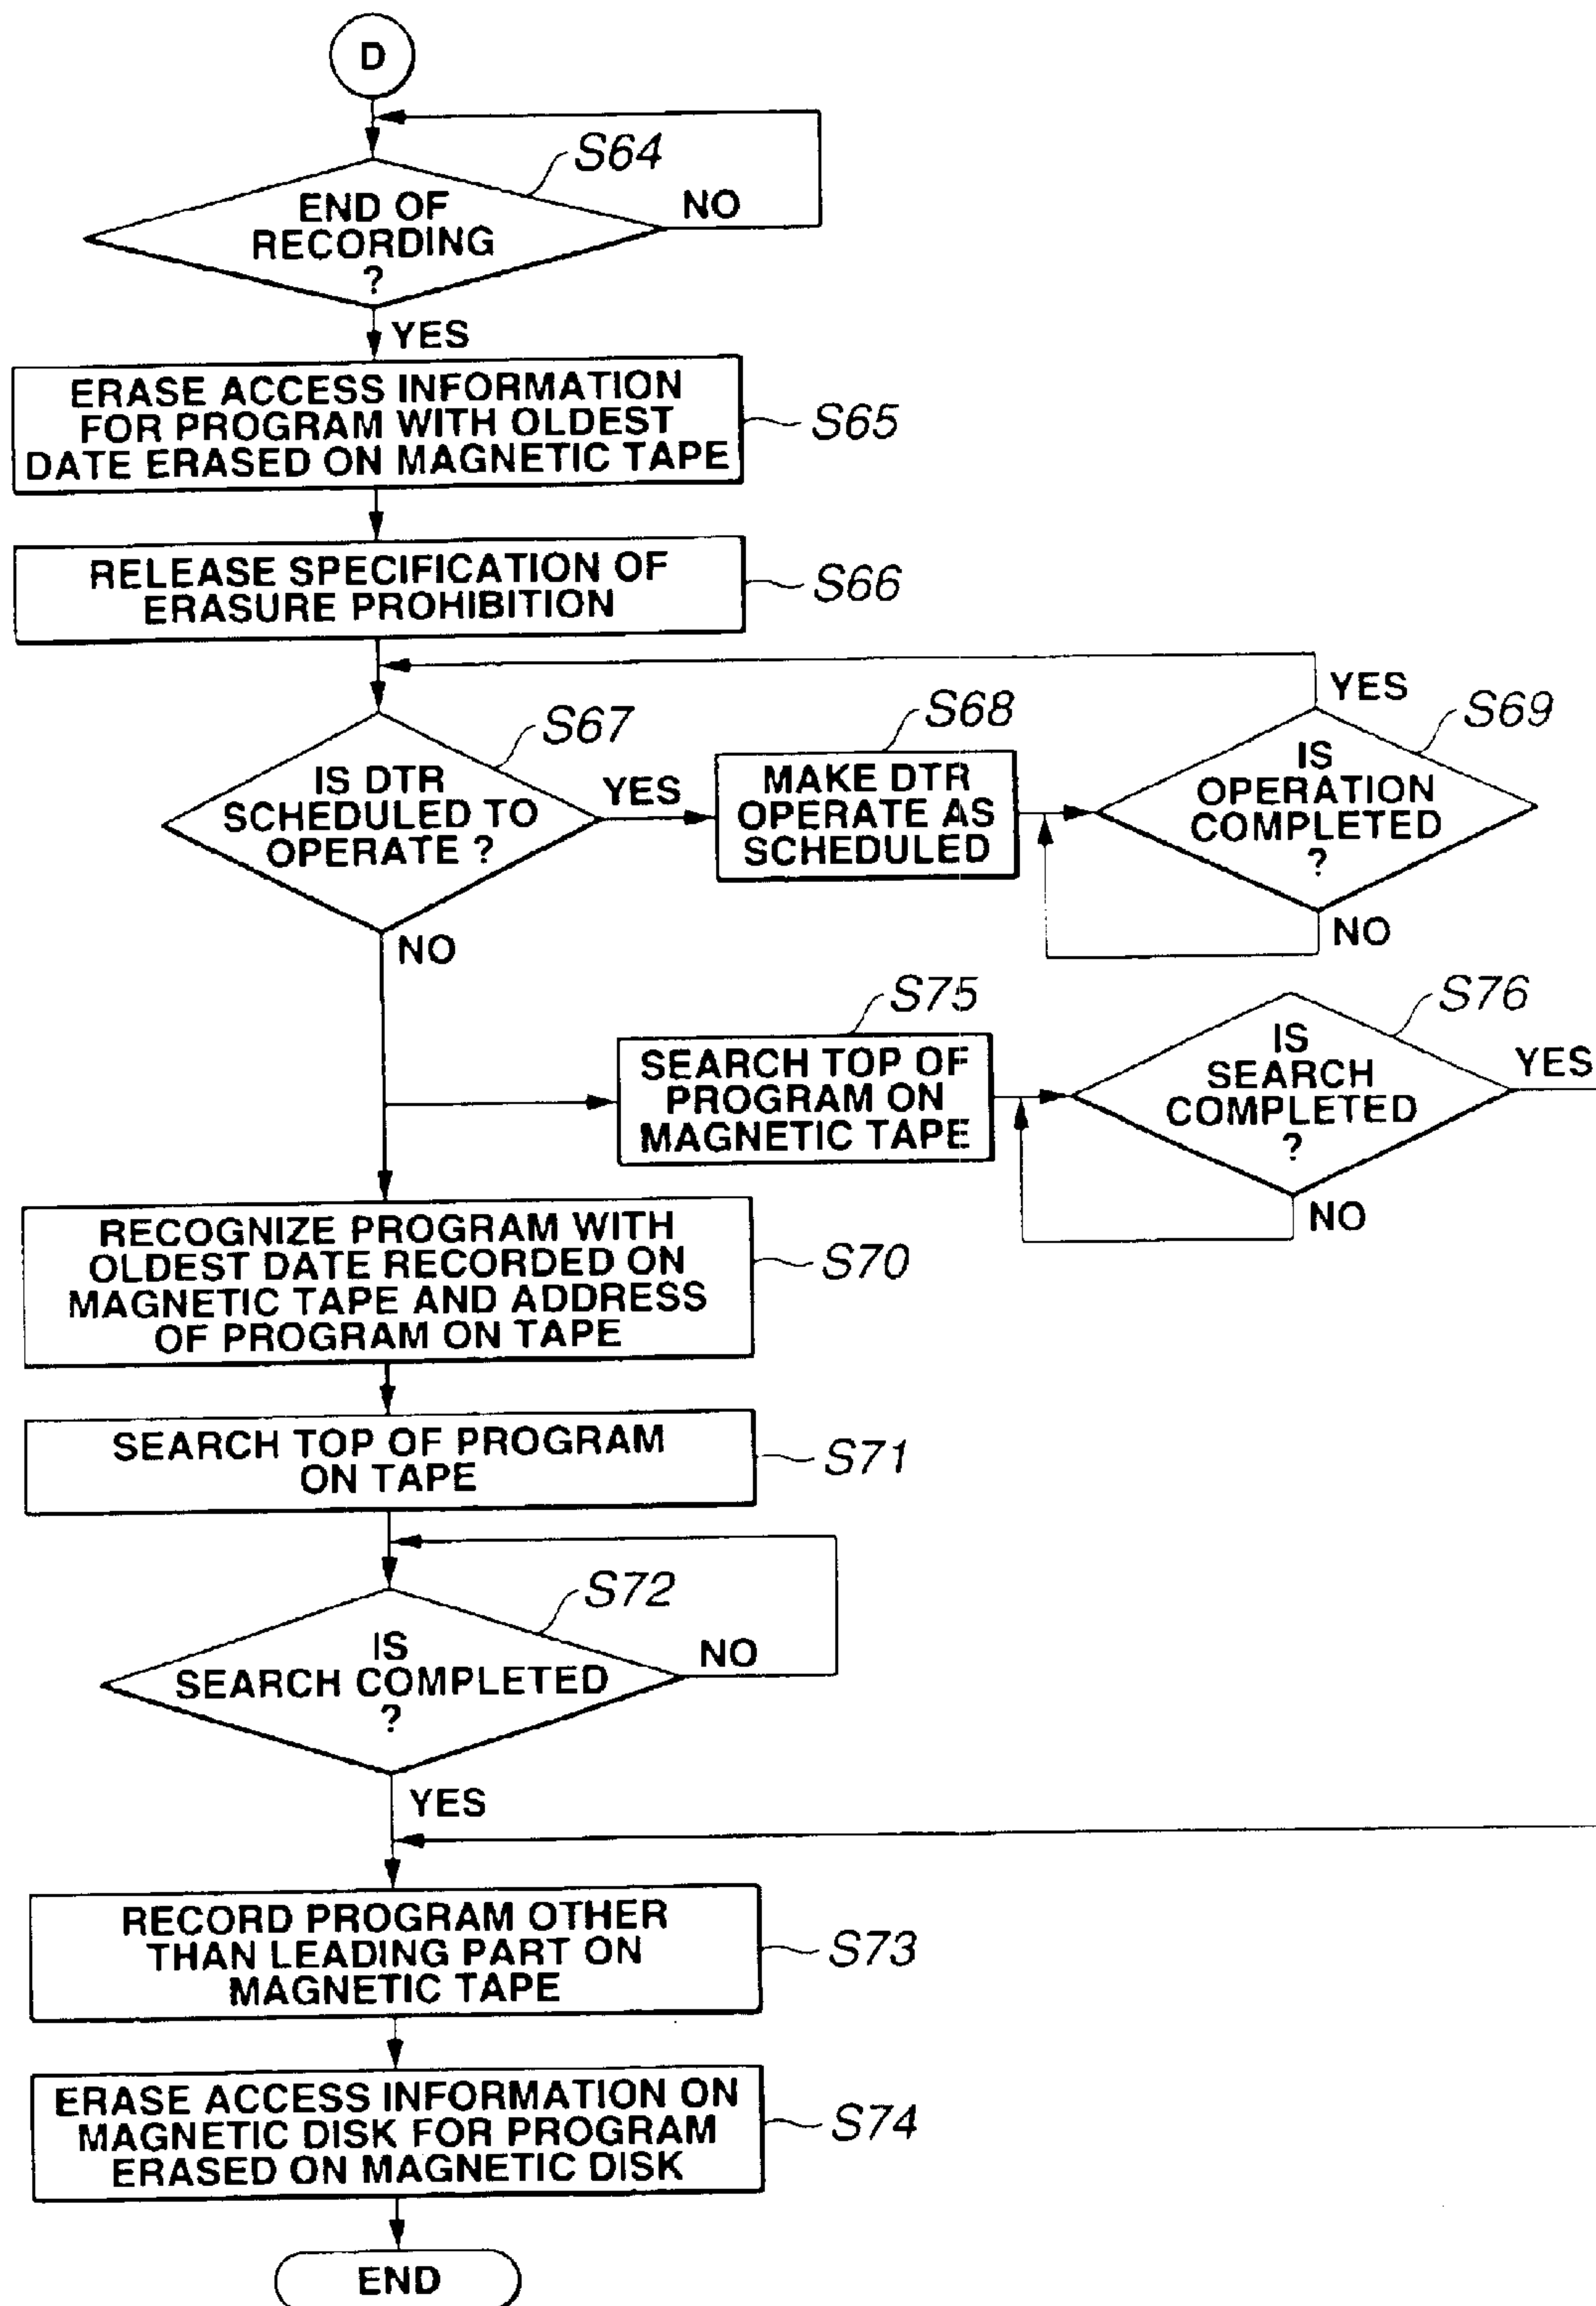 D
S64
END OF
RECORDING
?
NO
YES
ERASE ACCESS INFORMATION
FOR PROGRAM WITH OLDEST
DATE ERASED ON MAGNETIC TAPE
S65
RELEASE SPECIFICATION OF
ERASURE PROHIBITION
S66
S67
IS DTR
SCHEDULED TO
OPERATE ?
YES
NO
S68
MAKE DTR
OPERATE AS
SCHEDULED
S69
IS
OPERATION
COMPLETED
?
YES
NO
S75
SEARCH TOP OF
PROGRAM ON
MAGNETIC TAPE
S76
IS
SEARCH
COMPLETED
?
YES
NO
RECOGNIZE PROGRAM WITH
OLDEST DATE RECORDED ON
MAGNETIC TAPE AND ADDRESS
OF PROGRAM ON TAPE
S70
SEARCH TOP OF PROGRAM
ON TAPE
S71
S72
IS
SEARCH COMPLETED
?
NO
YES
RECORD PROGRAM OTHER
THAN LEADING PART ON
MAGNETIC TAPE
S73
ERASE ACCESS INFORMATION ON
MAGNETIC DISK FOR PROGRAM
ERASED ON MAGNETIC DISK
S74
END